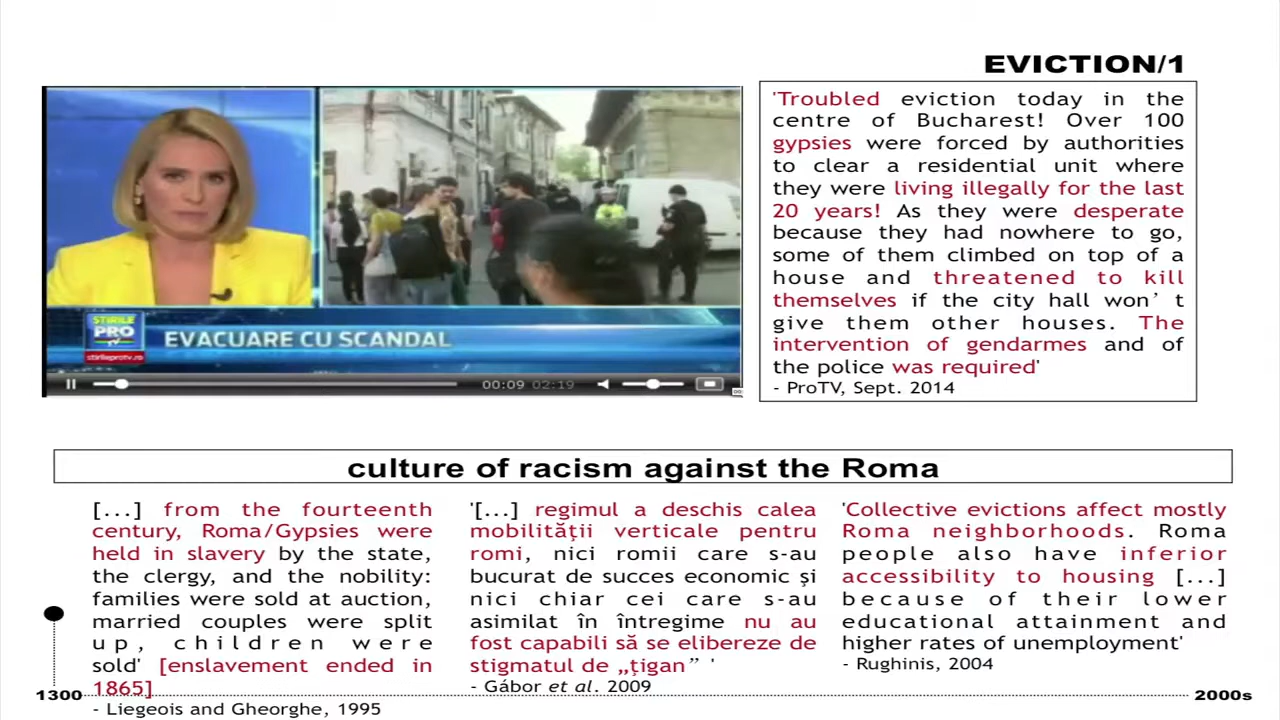 EVICTION/1
'Troubled eviction today in the
centre of Bucharest! Over 100
gypsies were forced by authorities
to clear a residential unit where
they were living illegally for the last
20 years! As they were desperate
because they had nowhere to go,
some of them climbed on top of a
house and threatened to kill
themselves if the city hall won' t
give them other houses. The
intervention of gendarmes and of
the police was required'
- ProTV, Sept. 2014
ŞTIRILE
PRO
TV
stirileprotv.ro
EVACUARE CU SCANDAL
00:09 02:19
culture of racism against the Roma
[...] from the fourteenth
century, Roma/Gypsies were
held in slavery by the state,
the clergy, and the nobility:
families were sold at auction,
married couples were split
up, children were
sold' [enslavement ended in
1865]
- Liegeois and Gheorghe, 1995
'[...] regimul a deschis calea
mobilităţii verticale pentru
romi, nici romii care s-au
bucurat de succes economic şi
nici chiar cei care s-au
asimilat în întregime nu au
fost capabili să se elibereze de
stigmatul de „ţigan” '
- Gábor et al. 2009
'Collective evictions affect mostly
Roma neighborhoods. Roma
people also have inferior
accessibility to housing [...]
because of their lower
educational attainment and
higher rates of unemployment'
- Rughinis, 2004
1300
2000s